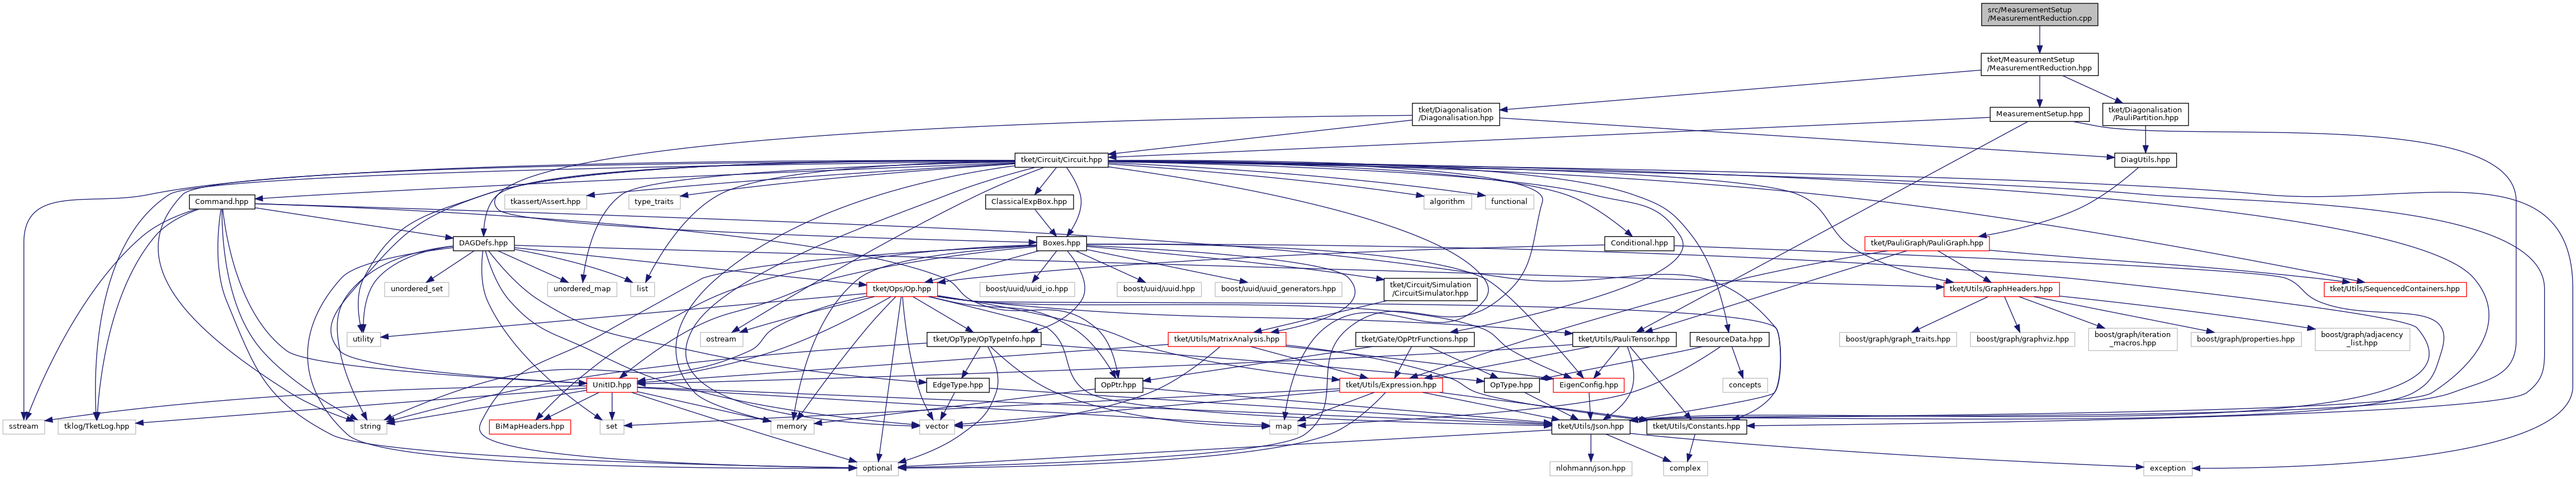 src/MeasurementSetup
/MeasurementReduction.cpp
tket/MeasurementSetup
/MeasurementReduction.hpp
tket/Diagonalisation
/Diagonalisation.hpp
MeasurementSetup.hpp
tket/Diagonalisation
/PauliPartition.hpp
tket/Circuit/Circuit.hpp
DiagUtils.hpp
Command.hpp
tkassert/Assert.hpp
type_traits
ClassicalExpBox.hpp
algorithm
functional
DAGDefs.hpp
Boxes.hpp
Conditional.hpp
tket/PauliGraph/PauliGraph.hpp
unordered_set
unordered_map
list
tket/Ops/Op.hpp
boost/uuid/uuid_io.hpp
boost/uuid/uuid.hpp
boost/uuid/uuid_generators.hpp
tket/Circuit/Simulation
/CircuitSimulator.hpp
tket/Utils/GraphHeaders.hpp
tket/Utils/SequencedContainers.hpp
utility
ostream
tket/OpType/OpTypeInfo.hpp
tket/Utils/MatrixAnalysis.hpp
tket/Gate/OpPtrFunctions.hpp
tket/Utils/PauliTensor.hpp
ResourceData.hpp
boost/graph/graph_traits.hpp
boost/graph/graphviz.hpp
boost/graph/iteration
_macros.hpp
boost/graph/properties.hpp
boost/graph/adjacency
_list.hpp
UnitID.hpp
EdgeType.hpp
OpPtr.hpp
tket/Utils/Expression.hpp
OpType.hpp
EigenConfig.hpp
concepts
sstream
tklog/TketLog.hpp
string
BiMapHeaders.hpp
set
memory
vector
map
tket/Utils/Json.hpp
tket/Utils/Constants.hpp
optional
nlohmann/json.hpp
complex
exception